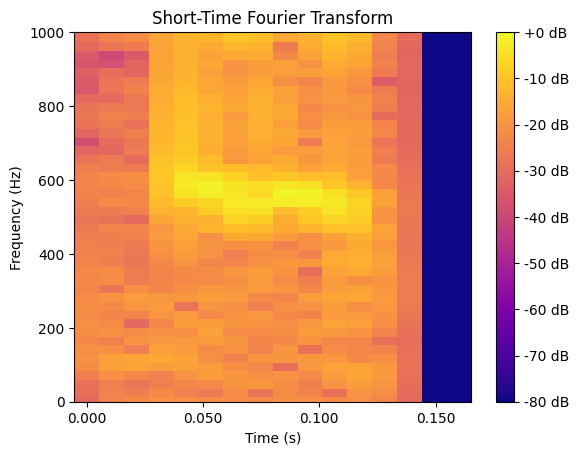 Short-Time Fourier Transform
1000
800
600
400
200
0
Frequency (Hz)
0.000
0.050
0.100
0.150
Time (s)
+0 dB
-10 dB
-20 dB
-30 dB
-40 dB
-50 dB
-60 dB
-70 dB
-80 dB